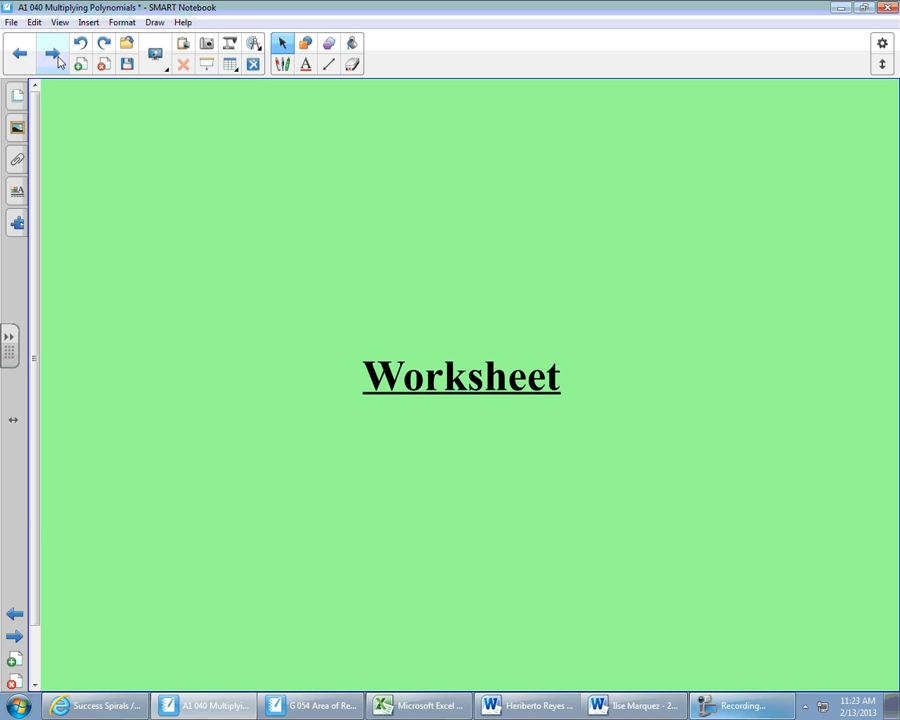 A1 040 Multiplying Polynomials * - SMART Notebook
File Edit View Insert Format Draw Help
Worksheet
Success Spirals /...
A1 040 Multiplyi...
G 054 Area of Re...
Microsoft Excel ...
Heriberto Reyes ...
Ilse Marquez - 2...
Recording...
11:23 AM
2/13/2013